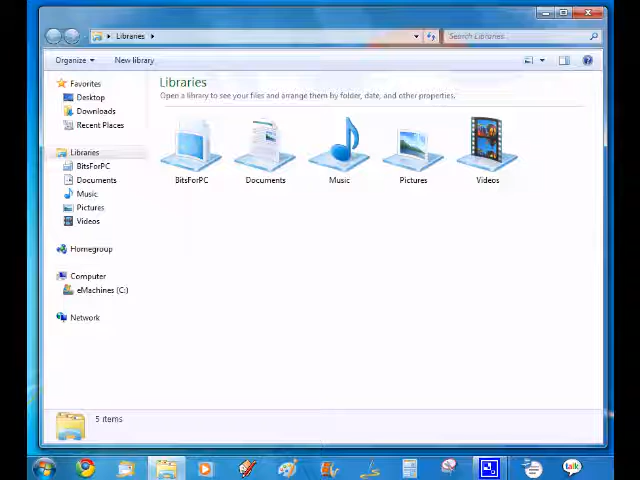 Libraries
Search Libraries
Organize
New library
Favorites
Desktop
Downloads
Recent Places
Libraries
BitsForPC
Documents
Music
Pictures
Videos
Homegroup
Computer
eMachines (C:)
Network
Libraries
Open a library to see your files and arrange them by folder, date, and other properties.
BitsForPC
Documents
Music
Pictures
Videos
5 items
talk